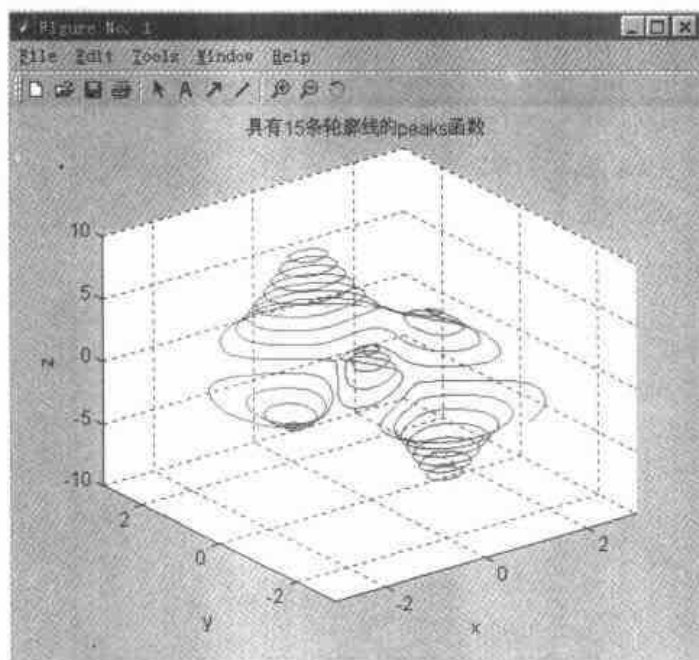 Figure No. 1
File Edit Tools Window Help
具有15条轮廓线的peaks函数
10
5
0
-5
-10
z
2
0
-2
y
-2
0
2
x